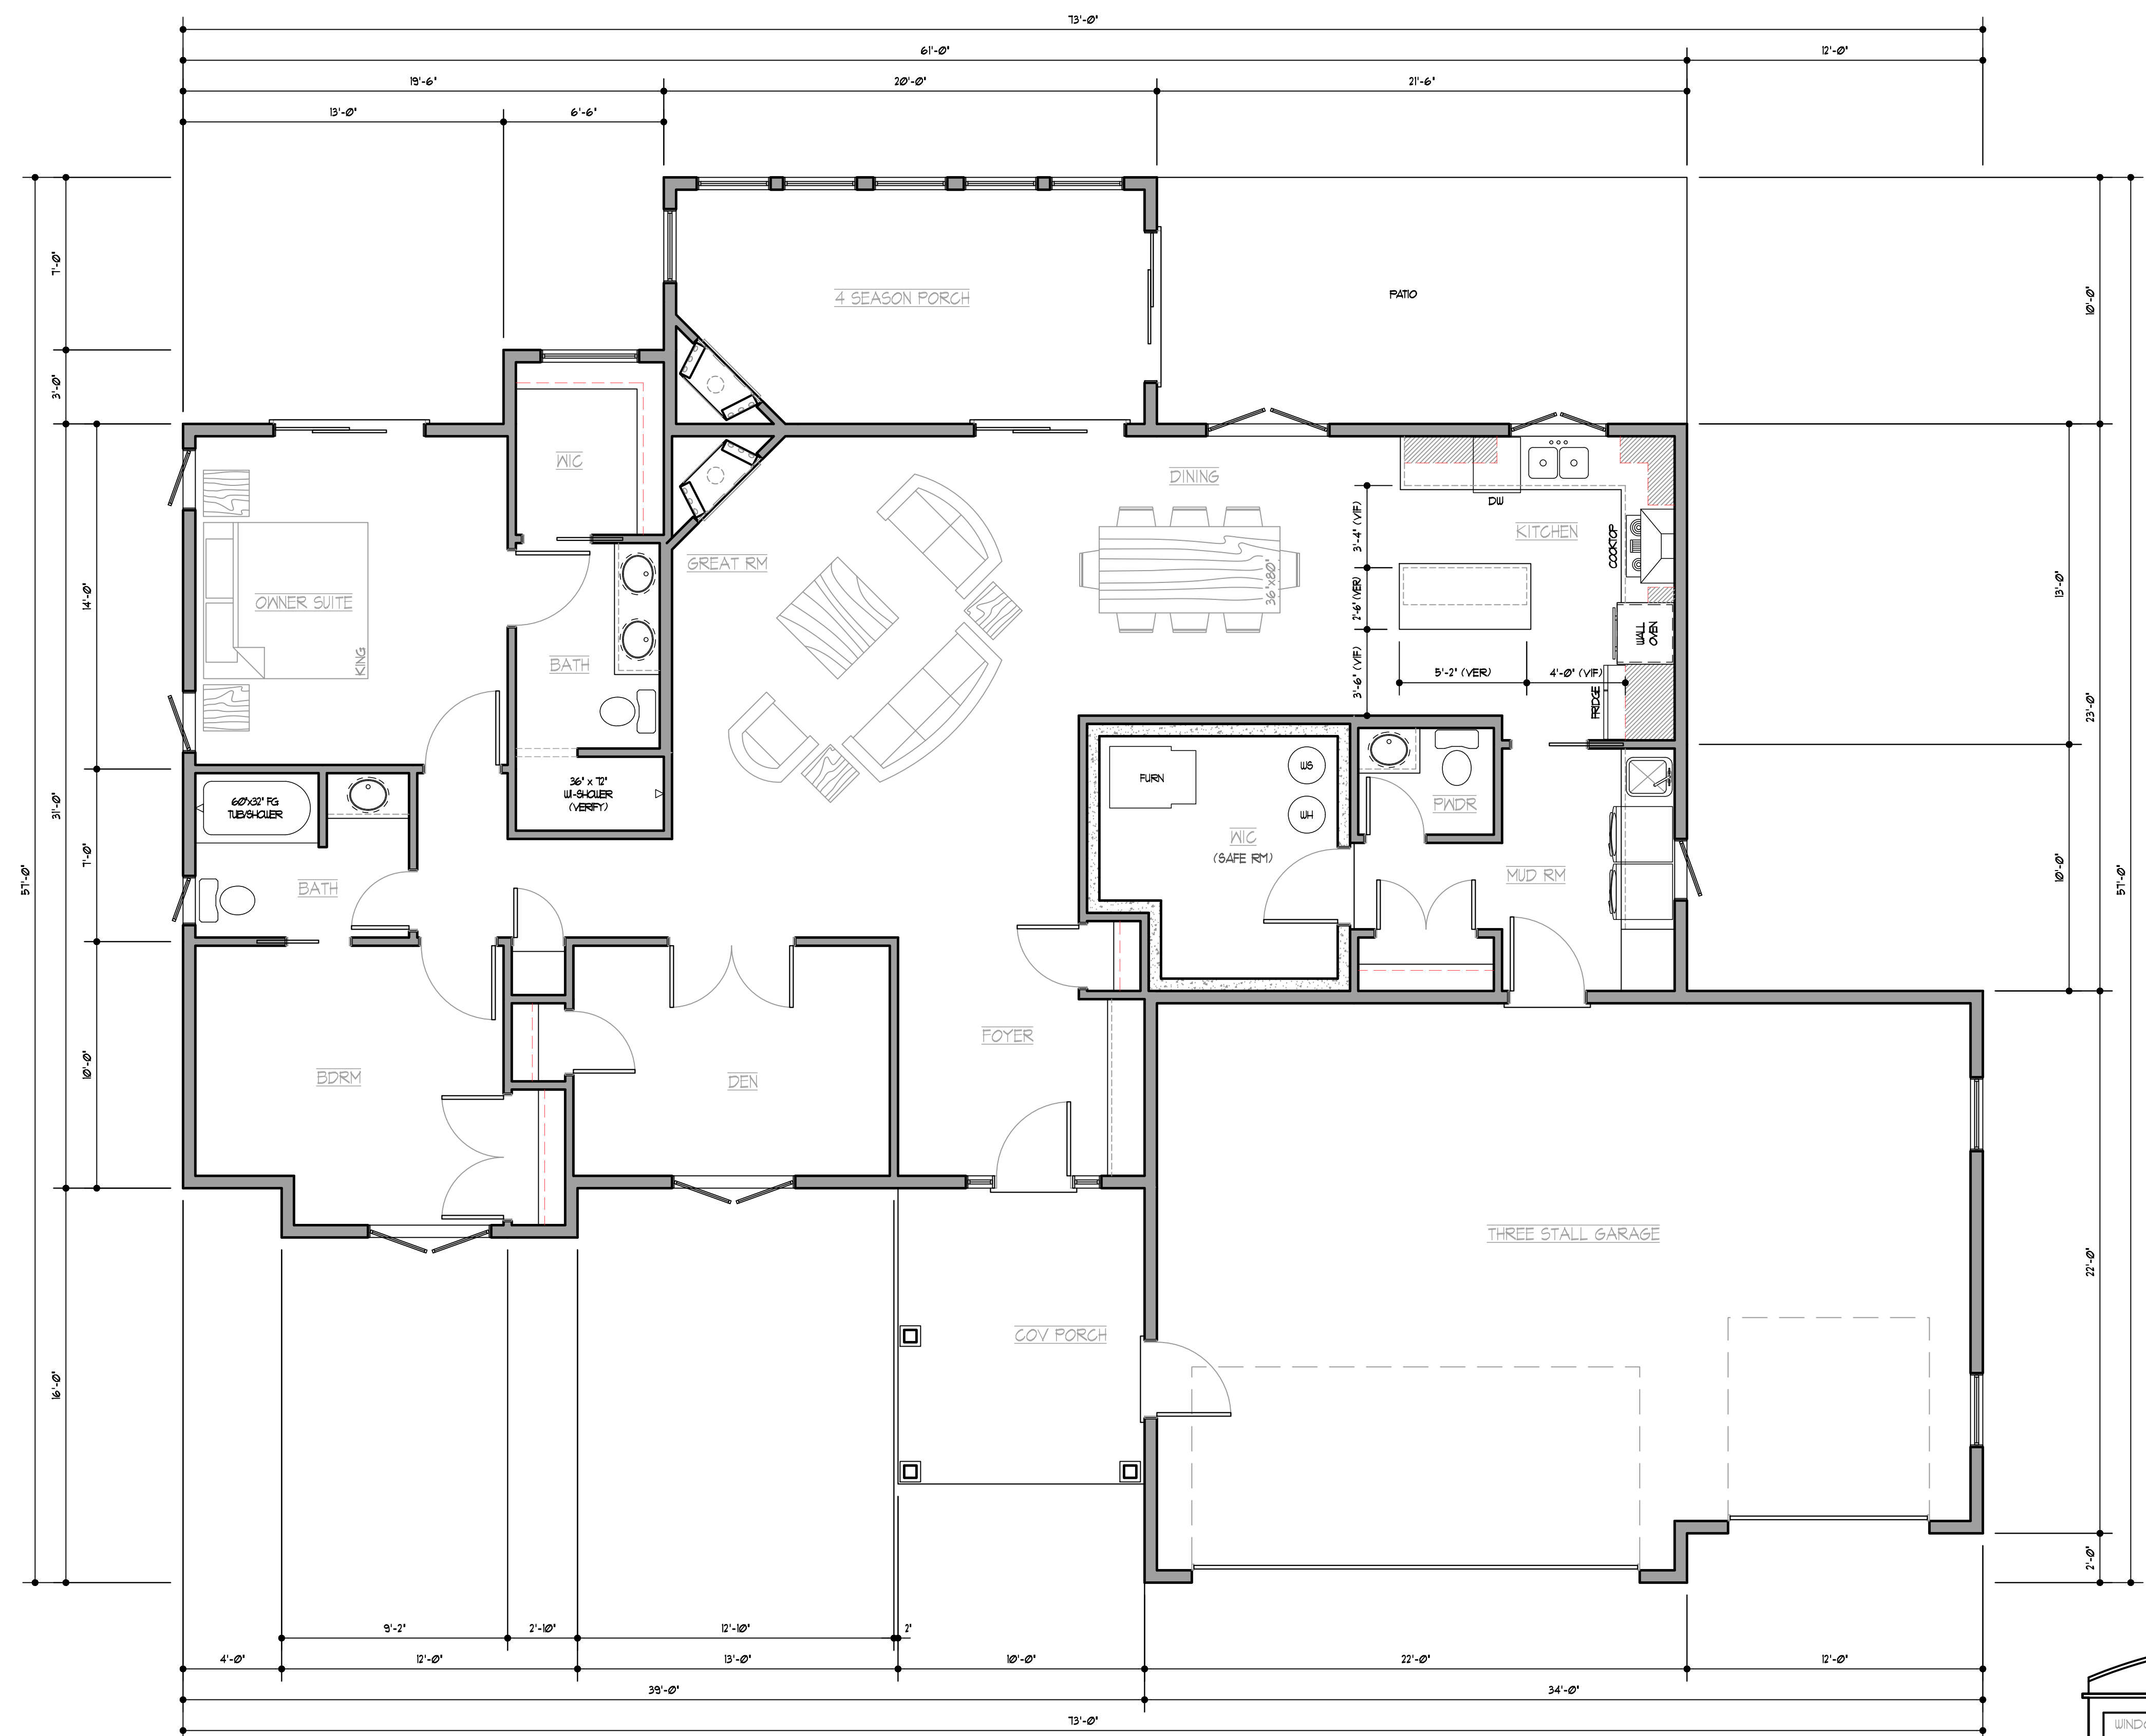 73'-0"
61'-0"
12'-0"
19'-6"
20'-0"
21'-6"
13'-0"
6'-6"
7'-0"
3'-0"
4 SEASON PORCH
PATIO
10'-0"
WIC
DINING
DW
KITCHEN
COOKTOP
3'-4" (VIF)
GREAT RM
36"x80"
2'-6" (VER)
13'-0"
14'-0"
OWNER SUITE
KING
BATH
WALL
OVEN
3'-6" (VIF)
5'-2" (VER)
4'-0" (VIF)
FRIDGE
23'-0"
57'-0"
31'-0"
36" x 72"
WI-SHOWER
(VERIFY)
60"x32" FG
TUB/SHOWER
FURN
WS
WH
PWDR
WIC
(SAFE RM)
7'-0"
BATH
MUD RM
10'-0"
57'-0"
10'-0"
BDRM
DEN
FOYER
THREE STALL GARAGE
22'-0"
COV PORCH
16'-0"
2'-0"
9'-2"
2'-10"
12'-10"
2"
4'-0"
12'-0"
13'-0"
10'-0"
22'-0"
12'-0"
39'-0"
34'-0"
73'-0"